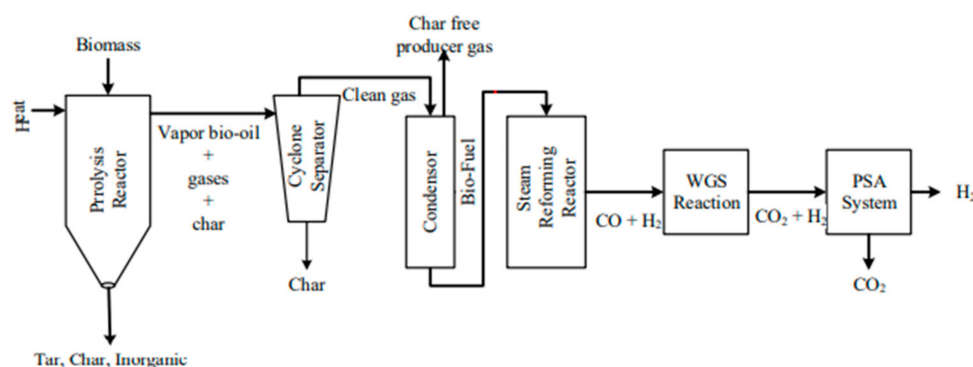 Char free
producer gas
Biomass
Heat
Clean gas
Vapor bio-oil
+
gases
+
char
Prrolysis
Reactor
Cyclone
Separator
Condensor
Bio-Fuel
Steam
Reforming
Reactor
WGS
Reaction
PSA
System
H₂
CO + H₂
CO₂ + H₂
Char
CO₂
Tar, Char, Inorganic